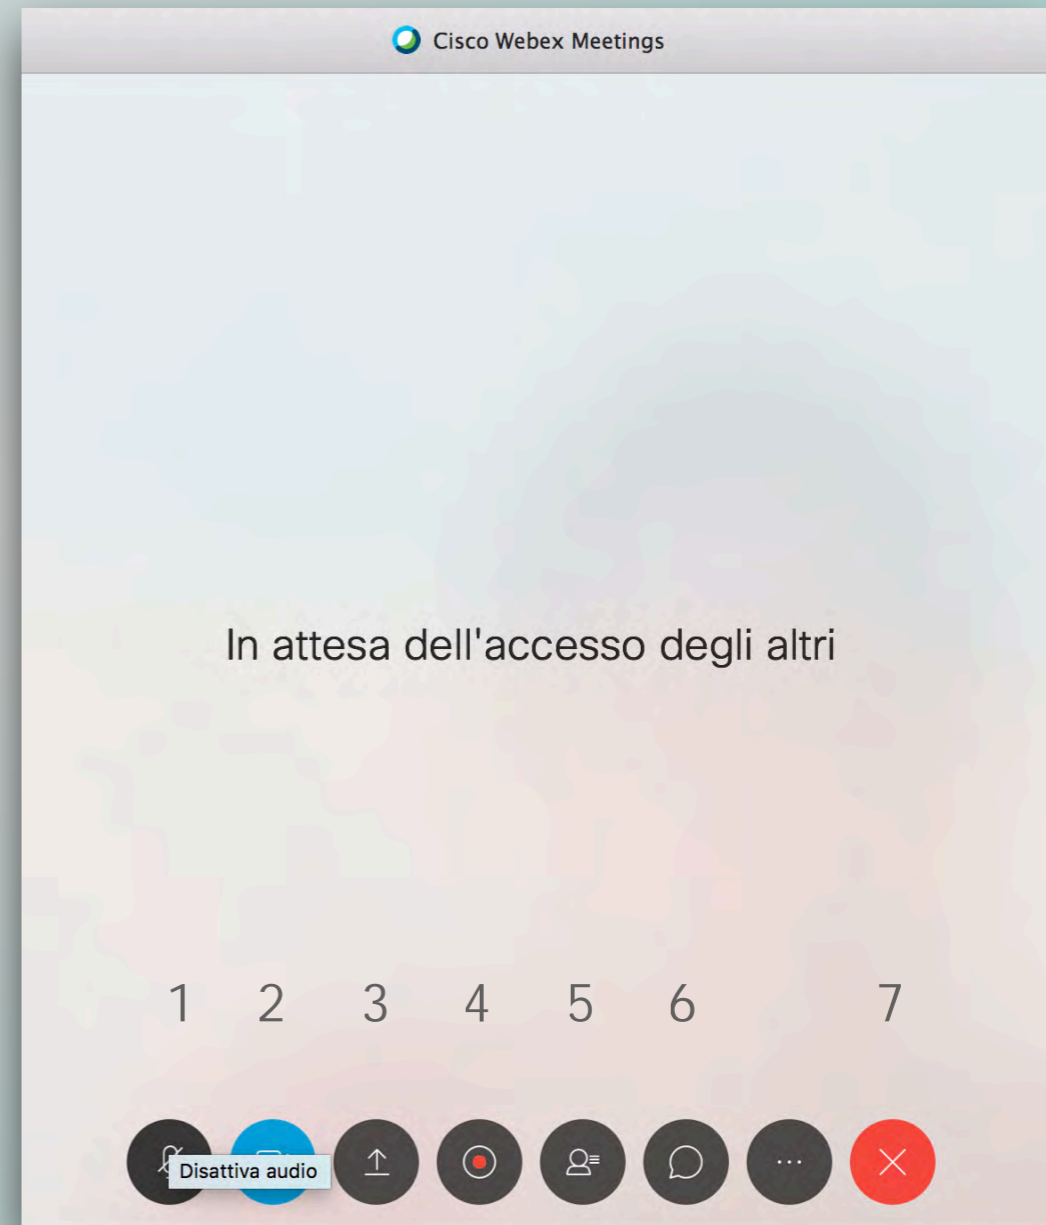 Cisco Webex Meetings
In attesa dell'accesso degli altri
1 2 3 4 5 6 7
Disattiva audio